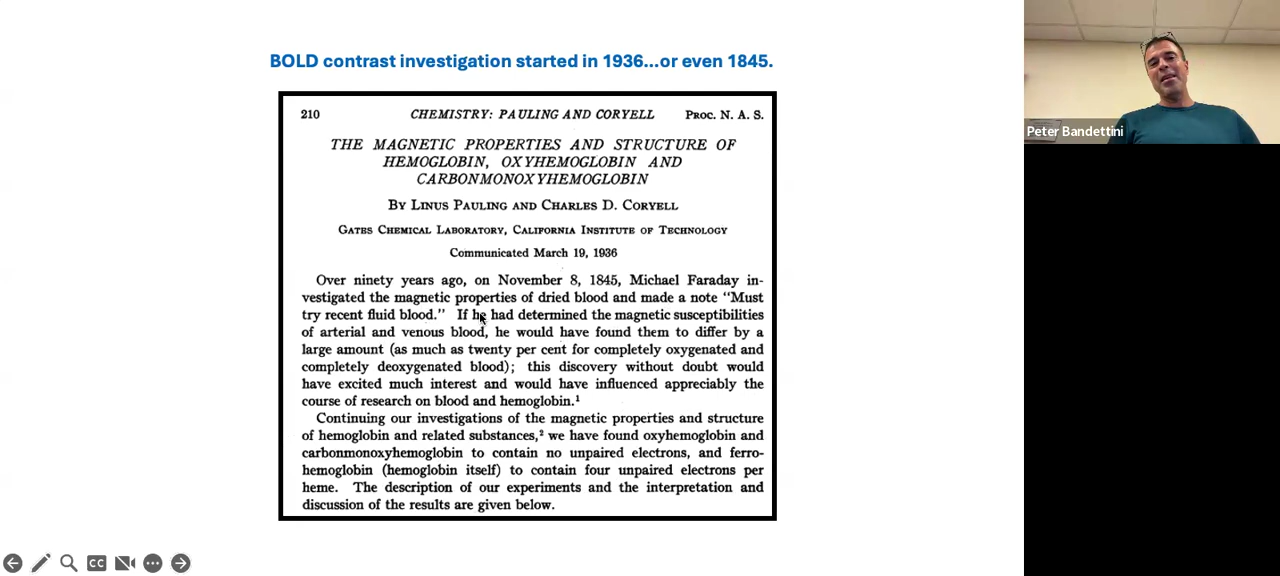 BOLD contrast investigation started in 1936...or even 1845.
Peter Bandettini
210 CHEMISTRY: PAULING AND CORYELL PROC. N. A. S.
THE MAGNETIC PROPERTIES AND STRUCTURE OF
HEMOGLOBIN, OXYHEMOGLOBIN AND
CARBONMONOXYHEMOGLOBIN
BY LINUS PAULING AND CHARLES D. CORYELL
GATES CHEMICAL LABORATORY, CALIFORNIA INSTITUTE OF TECHNOLOGY
Communicated March 19, 1936
Over ninety years ago, on November 8, 1845, Michael Faraday in-
vestigated the magnetic properties of dried blood and made a note "Must
try recent fluid blood." If he had determined the magnetic susceptibilities
of arterial and venous blood, he would have found them to differ by a
large amount (as much as twenty per cent for completely oxygenated and
completely deoxygenated blood); this discovery without doubt would
have excited much interest and would have influenced appreciably the
course of research on blood and hemoglobin.¹
Continuing our investigations of the magnetic properties and structure
of hemoglobin and related substances,² we have found oxyhemoglobin and
carbonmonoxyhemoglobin to contain no unpaired electrons, and ferro-
hemoglobin (hemoglobin itself) to contain four unpaired electrons per
heme. The description of our experiments and the interpretation and
discussion of the results are given below.
CC